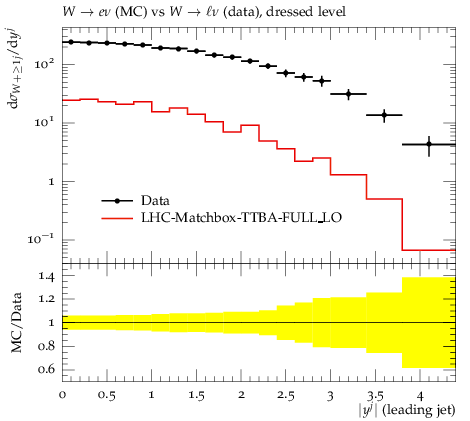 W → eν (MC) vs W → ℓν (data), dressed level
dσ_{W+≥1j}/dy^j
10²
10¹
1
10⁻¹
Data
LHC-Matchbox-TTBA-FULL_LO
MC/Data
1.4
1.2
1
0.8
0.6
0 0.5 1 1.5 2 2.5 3 3.5 4
|y^j| (leading jet)